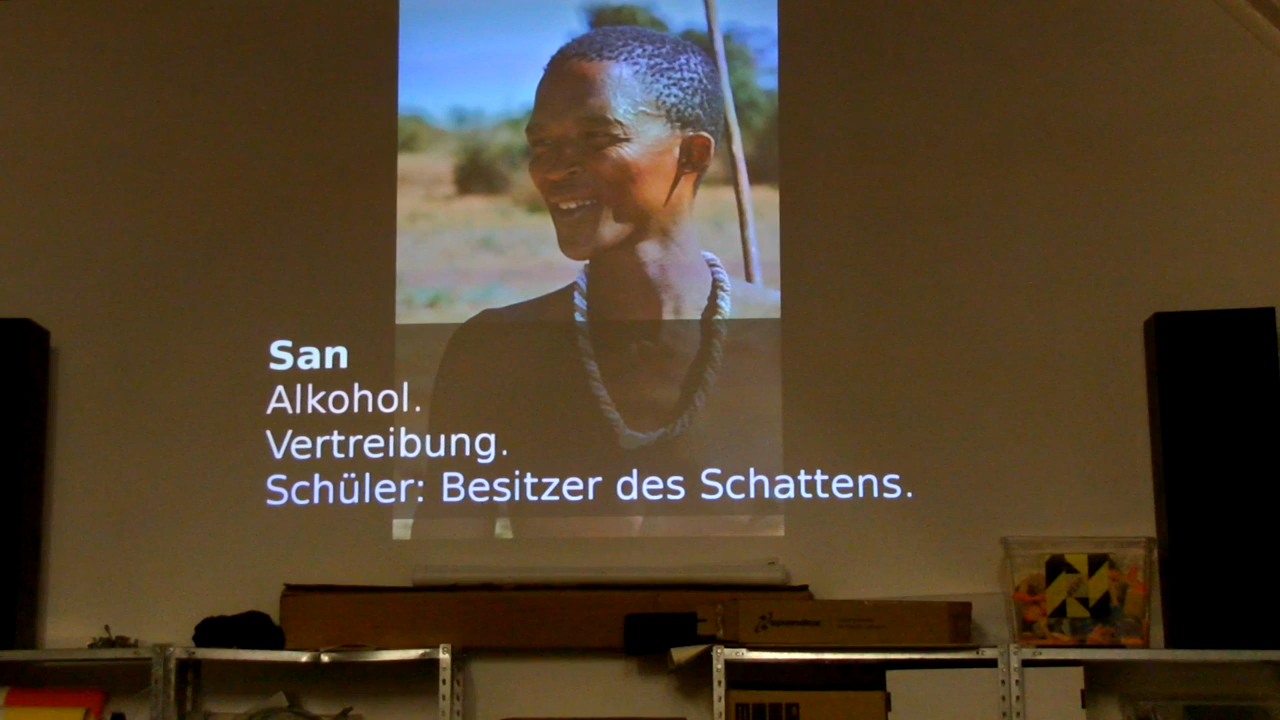 San
Alkohol.
Vertreibung.
Schüler: Besitzer des Schattens.